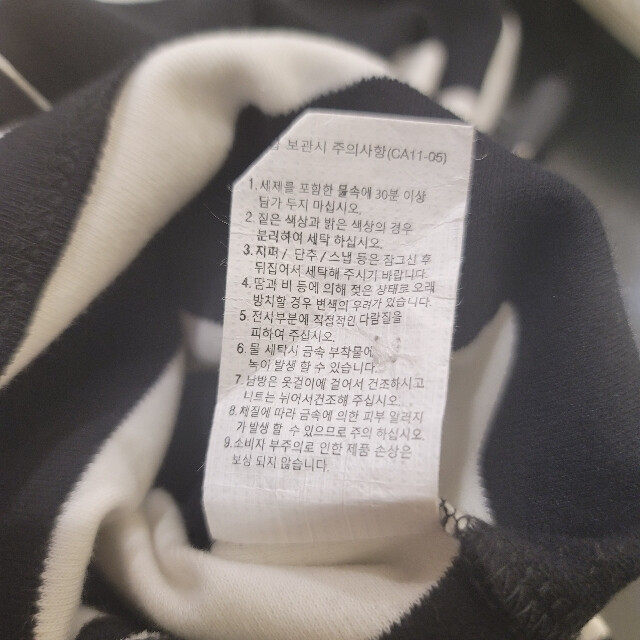 보관시 주의사항(CA11-05)
1.세제를 포함한 물속에 30분 이상
담가 두지 마십시오.
2. 짙은 색상과 밝은 색상의 경우
분리하여 세탁 하십시오.
3. 지퍼/ 단추 /스냅 등은 잠그신 후
뒤집어서 세탁해 주시기 바랍니다.
4. 땀과 비 등에 의해 젖은 상태로 오래
방치할 경우 변색의 우려가 있습니다.
5. 전사부분에 직접적인 다림질을
피하여 주십시오.
6. 물 세탁시 금속 부착물에
녹이 발생 할 수 있습니다.
7. 남방은 옷걸이에 걸어서 건조하시고
니트는 뉘어서건조 해주십시오.
8. 체질에 따라 금속에 의한 피부 알러지
가 발생 할 수 있으므로 주의 하십시오.
9.소비자 부주의로 인한 제품 손상은
보상 되지 않습니다.